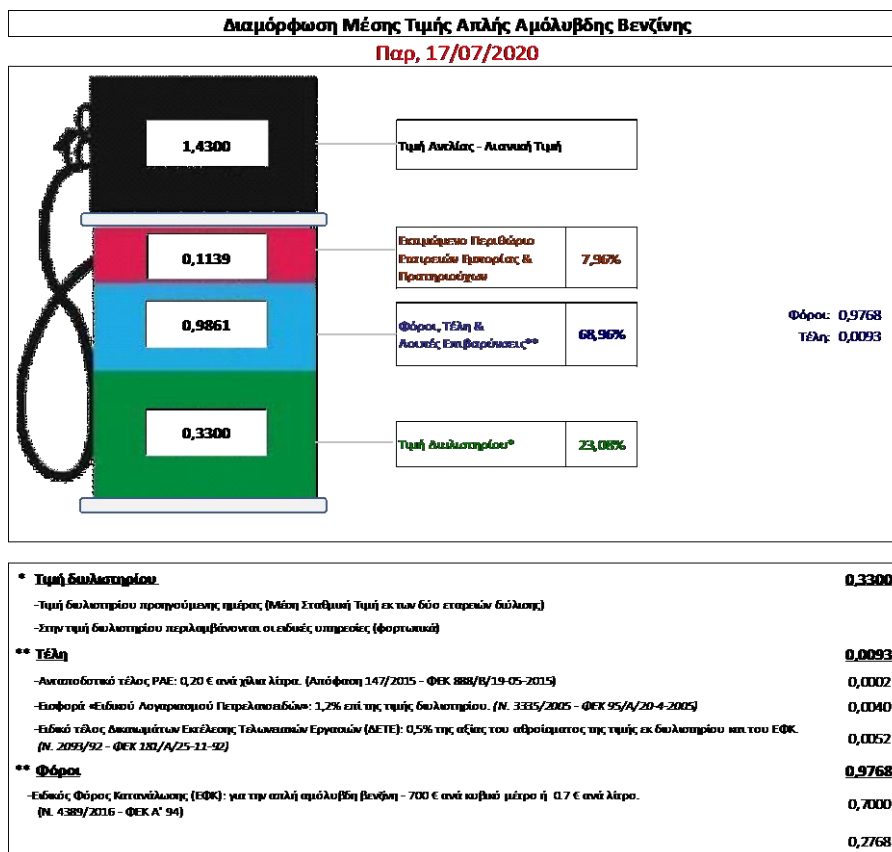 Διαμόρφωση Μέσης Τιμής Απλής Αμόλυβδης Βενζίνης
Παρ, 17/07/2020
1,4300
Τιμή Αντλίας - Λιανική Τιμή
0,1139
Εκτιμώμενο Περιθώριο
Εταιρειών Εμπορίας &
Πρατηριούχων
7,96%
0,9861
Φόροι, Τέλη &
Λοιπές Επιβαρύνσεις**
68,96%
Φόροι: 0,9768
Τέλη: 0,0093
0,3300
Τιμή Διυλιστηρίου*
23,08%
* Τιμή διυλιστηρίου 0,3300
-Τιμή διυλιστηρίου προηγούμενης ημέρας (Μέση Σταθμική Τιμή εκ των δύο εταιρειών διύλισης)
-Στην τιμή διυλιστηρίου περιλαμβάνονται οι ειδικές υπηρεσίες (φορτωτικά)
** Τέλη 0,0093
-Ανταποδοτικό τέλος ΡΑΕ: 0,20 € ανά χίλια λίτρα. (Απόφαση 147/2015 - ΦΕΚ 888/Β/19-05-2015) 0,0002
-Εισφορά «Ειδικού Λογαριασμού Πετρελαιοειδών»: 1,2% επί της τιμής διυλιστηρίου. (Ν. 3335/2005 - ΦΕΚ 95/Α/20-4-2005) 0,0040
-Ειδικό τέλος Δικαιωμάτων Εκτέλεσης Τελωνειακών Εργασιών (ΔΕΤΕ): 0,5% της αξίας του αθροίσματος της τιμής εκ διυλιστηρίου και του ΕΦΚ.
(Ν. 2093/92 - ΦΕΚ 181/Α/25-11-92) 0,0052
** Φόροι 0,9768
-Ειδικός Φόρος Κατανάλωσης (ΕΦΚ): για την απλή αμόλυβδη βενζίνη - 700 € ανά κυβικό μέτρο ή 0.7 € ανά λίτρο.
(Ν. 4389/2016 - ΦΕΚ Α' 94) 0,7000
0,2768